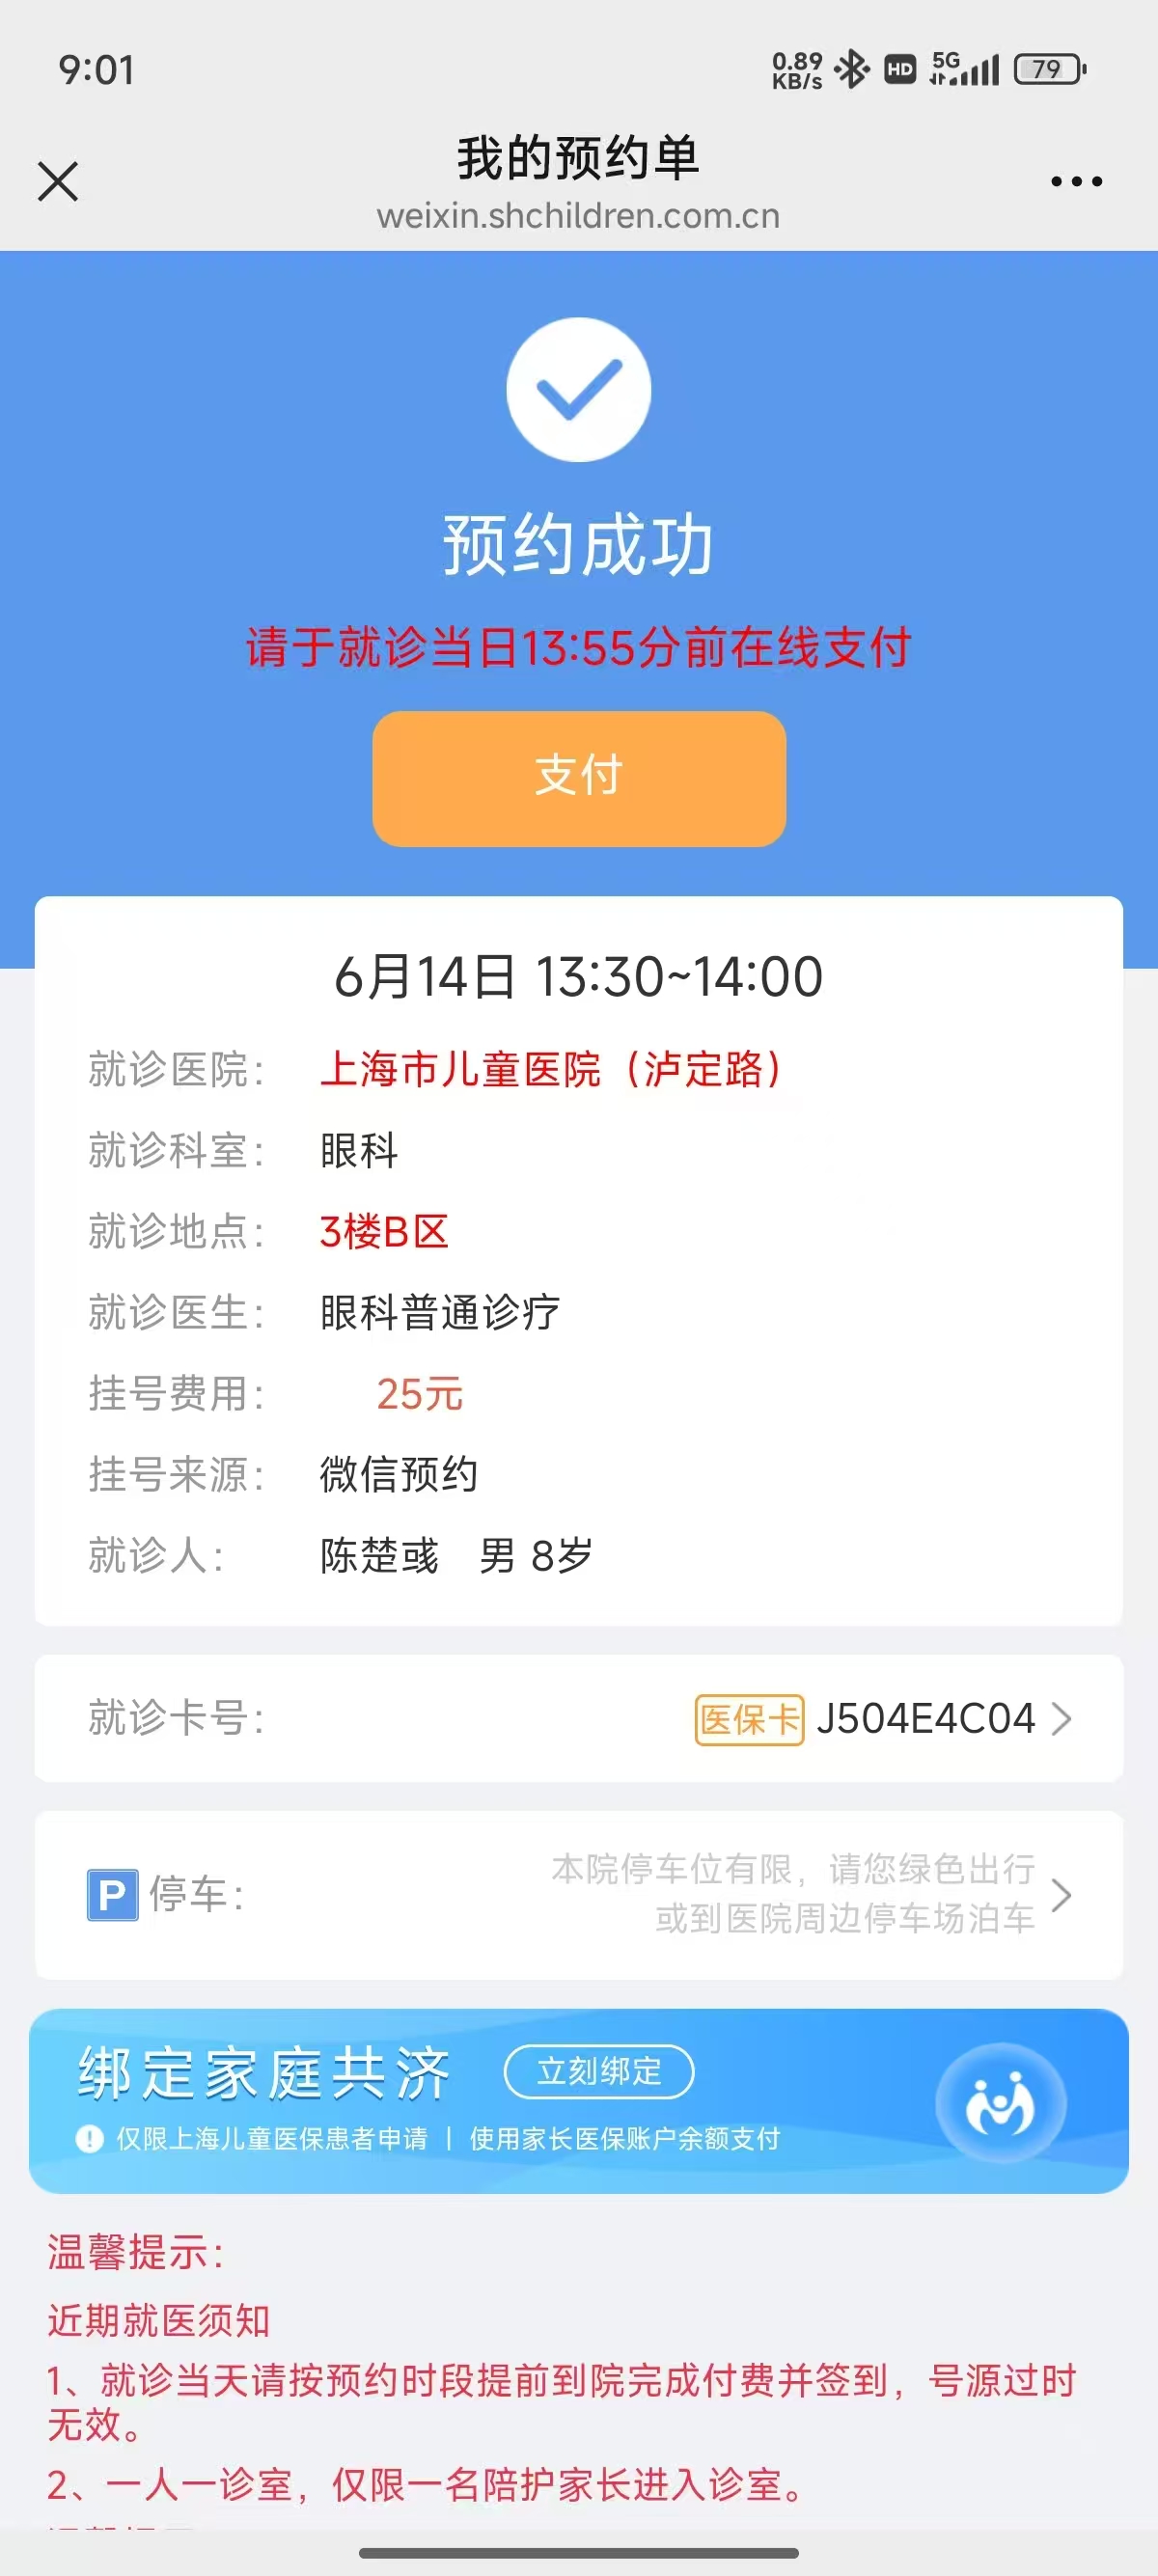 9:01
0.89
KB/s
HD
5G
79
我的预约单
weixin.shchildren.com.cn
预约成功
请于就诊当日13:55分前在线支付
支付
6月14日 13:30~14:00
就诊医院: 上海市儿童医院（泸定路）
就诊科室: 眼科
就诊地点: 3楼B区
就诊医生: 眼科普通诊疗
挂号费用: 25元
挂号来源: 微信预约
就诊人: 陈楚彧 男 8岁
就诊卡号: 医保卡 J504E4C04
P 停车: 本院停车位有限，请您绿色出行
或到医院周边停车场泊车
绑定家庭共济 立刻绑定
仅限上海儿童医保患者申请 | 使用家长医保账户余额支付
温馨提示:
近期就医须知
1、就诊当天请按预约时段提前到院完成付费并签到，号源过时
无效。
2、一人一诊室，仅限一名陪护家长进入诊室。